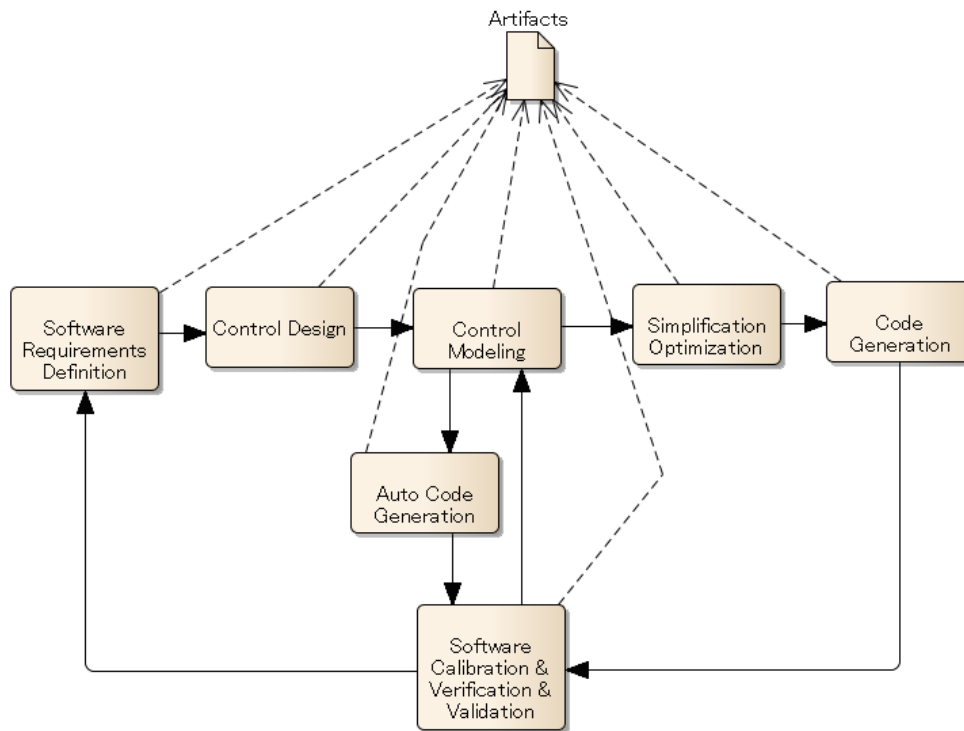 Artifacts
Software
Requirements
Definition
Control Design
Control
Modeling
Simplification
Optimization
Code
Generation
Auto Code
Generation
Software
Calibration &
Verification &
Validation